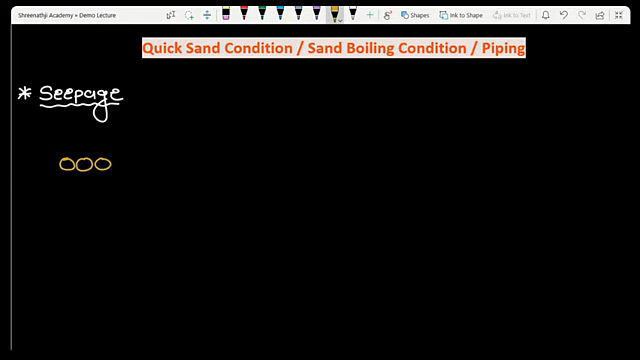 Shreenathji Academy • Demo Lecture
Shapes
Ink to Shape
Ink to Text
Quick Sand Condition / Sand Boiling Condition / Piping
* Seepage